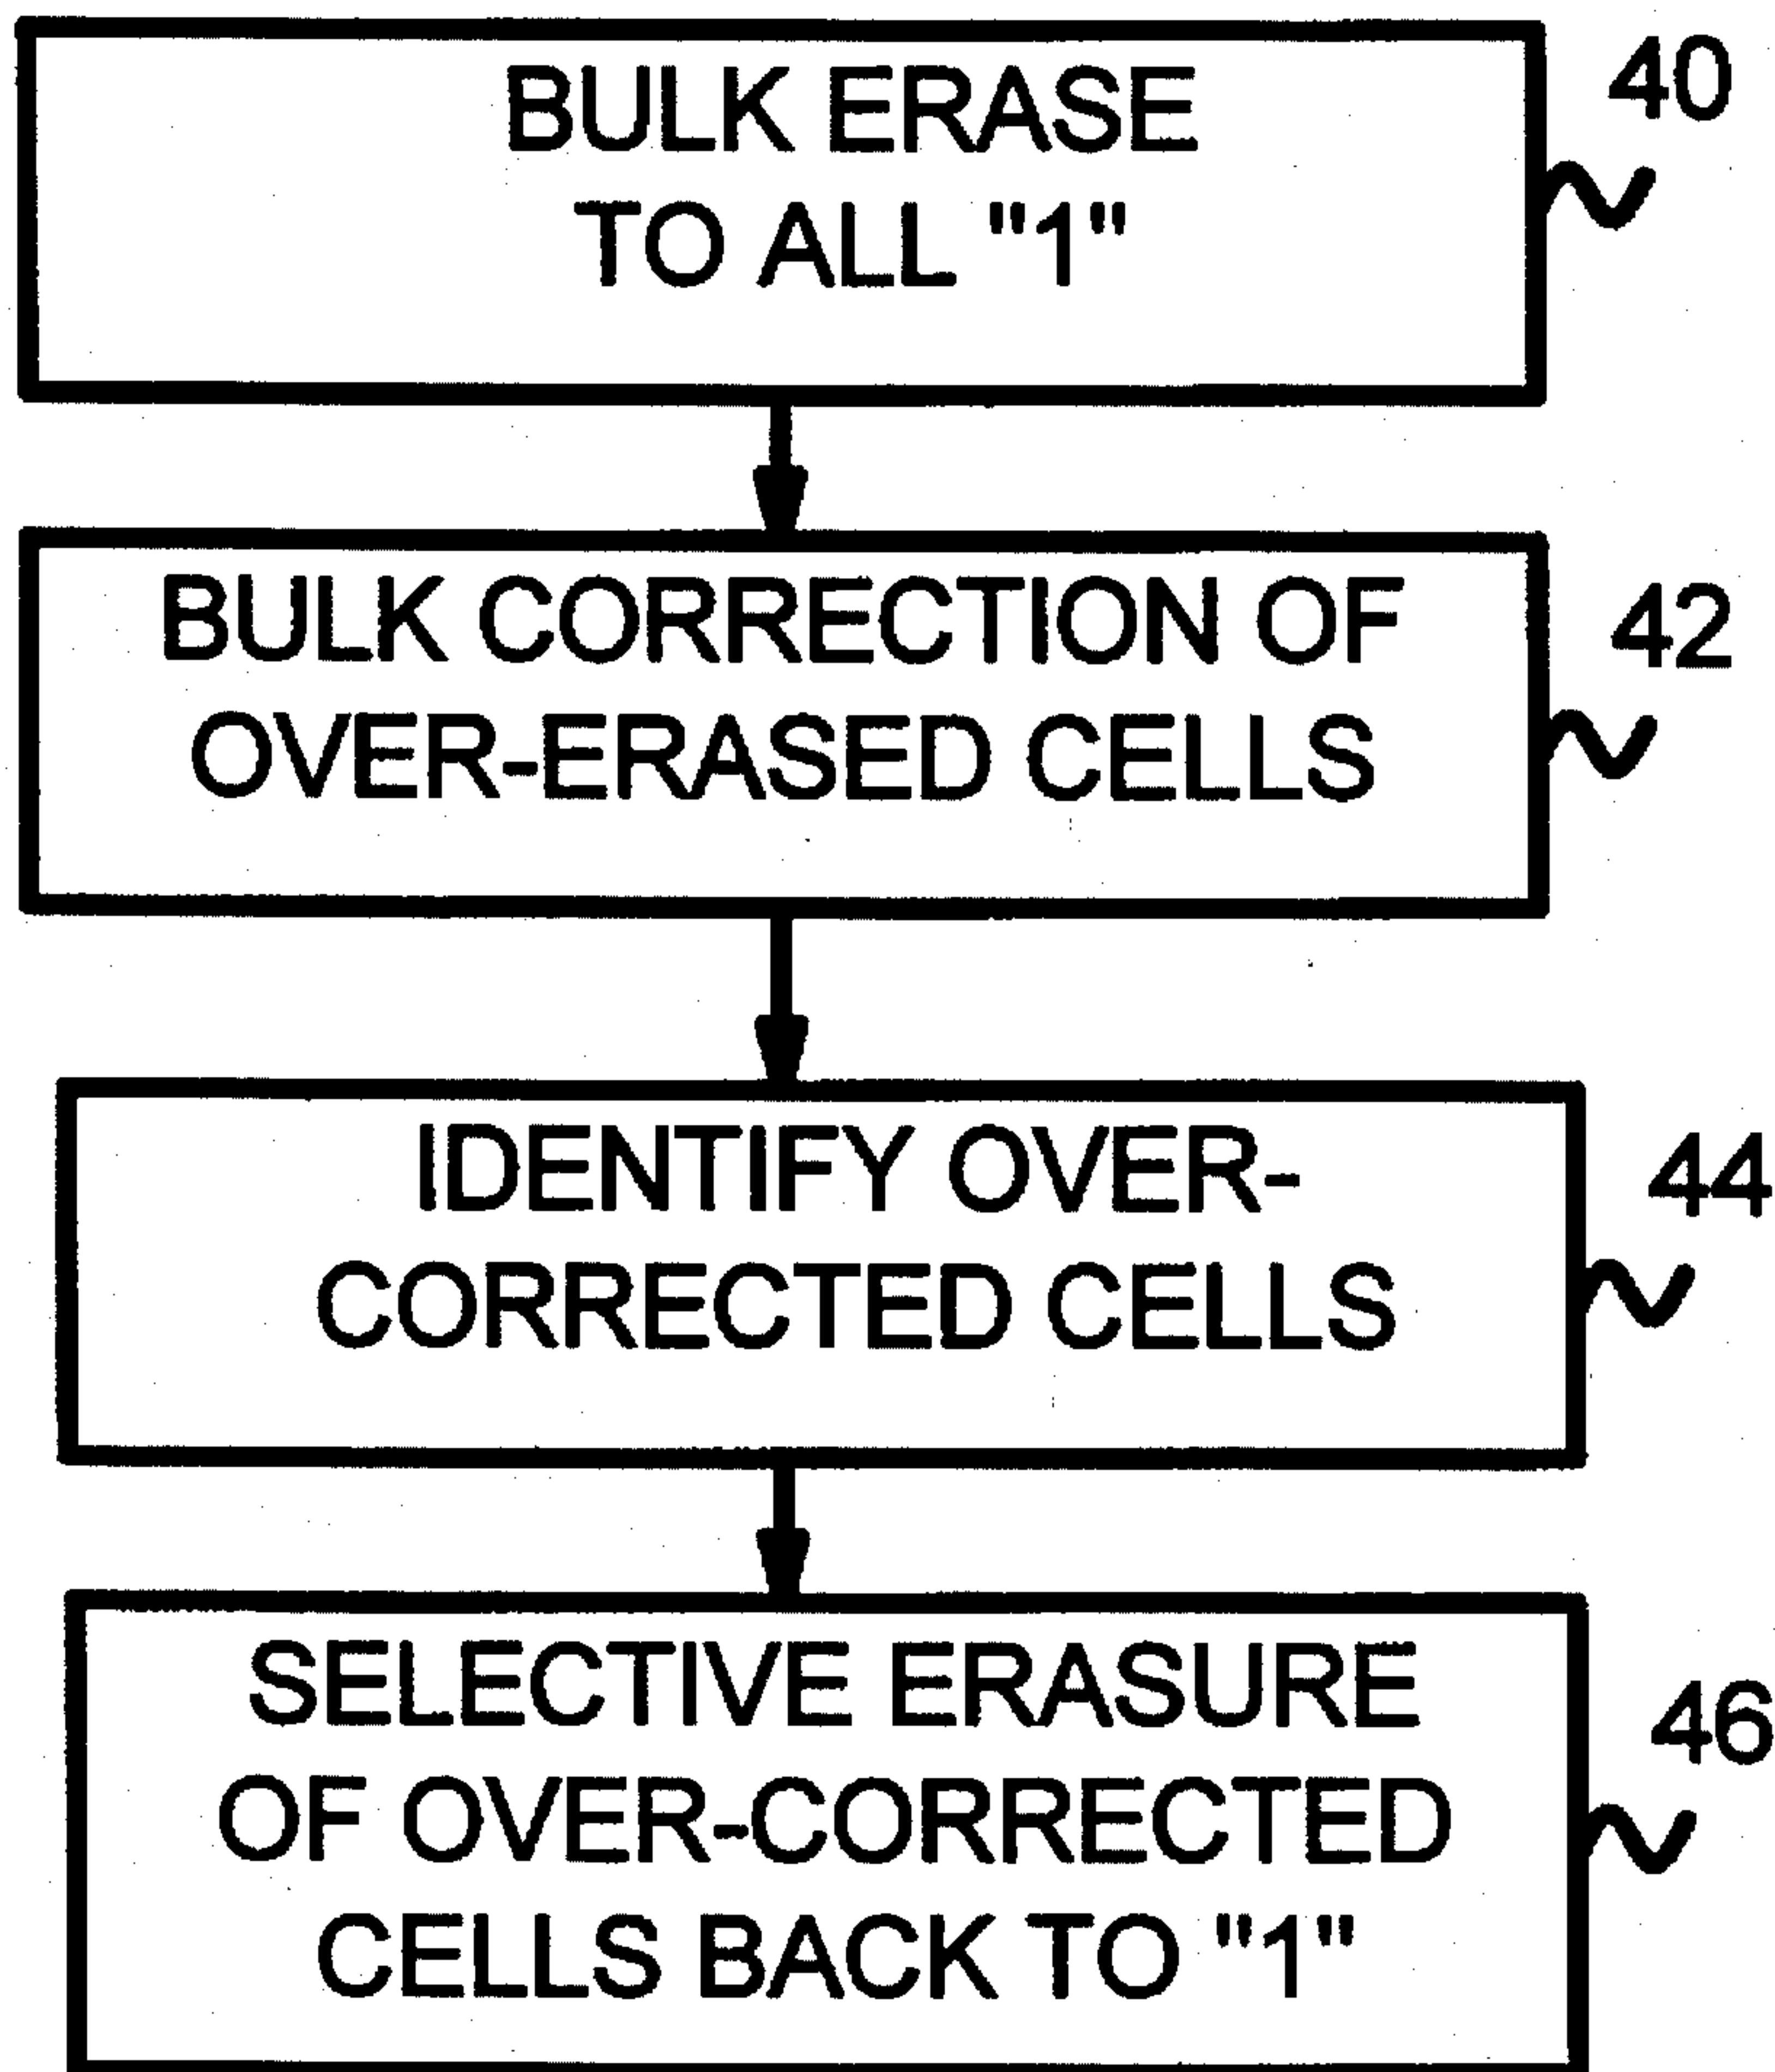 BULK ERASE
TO ALL "1"
40
BULK CORRECTION OF
OVER-ERASED CELLS
42
IDENTIFY OVER-
CORRECTED CELLS
44
SELECTIVE ERASURE
OF OVER-CORRECTED
CELLS BACK TO "1"
46